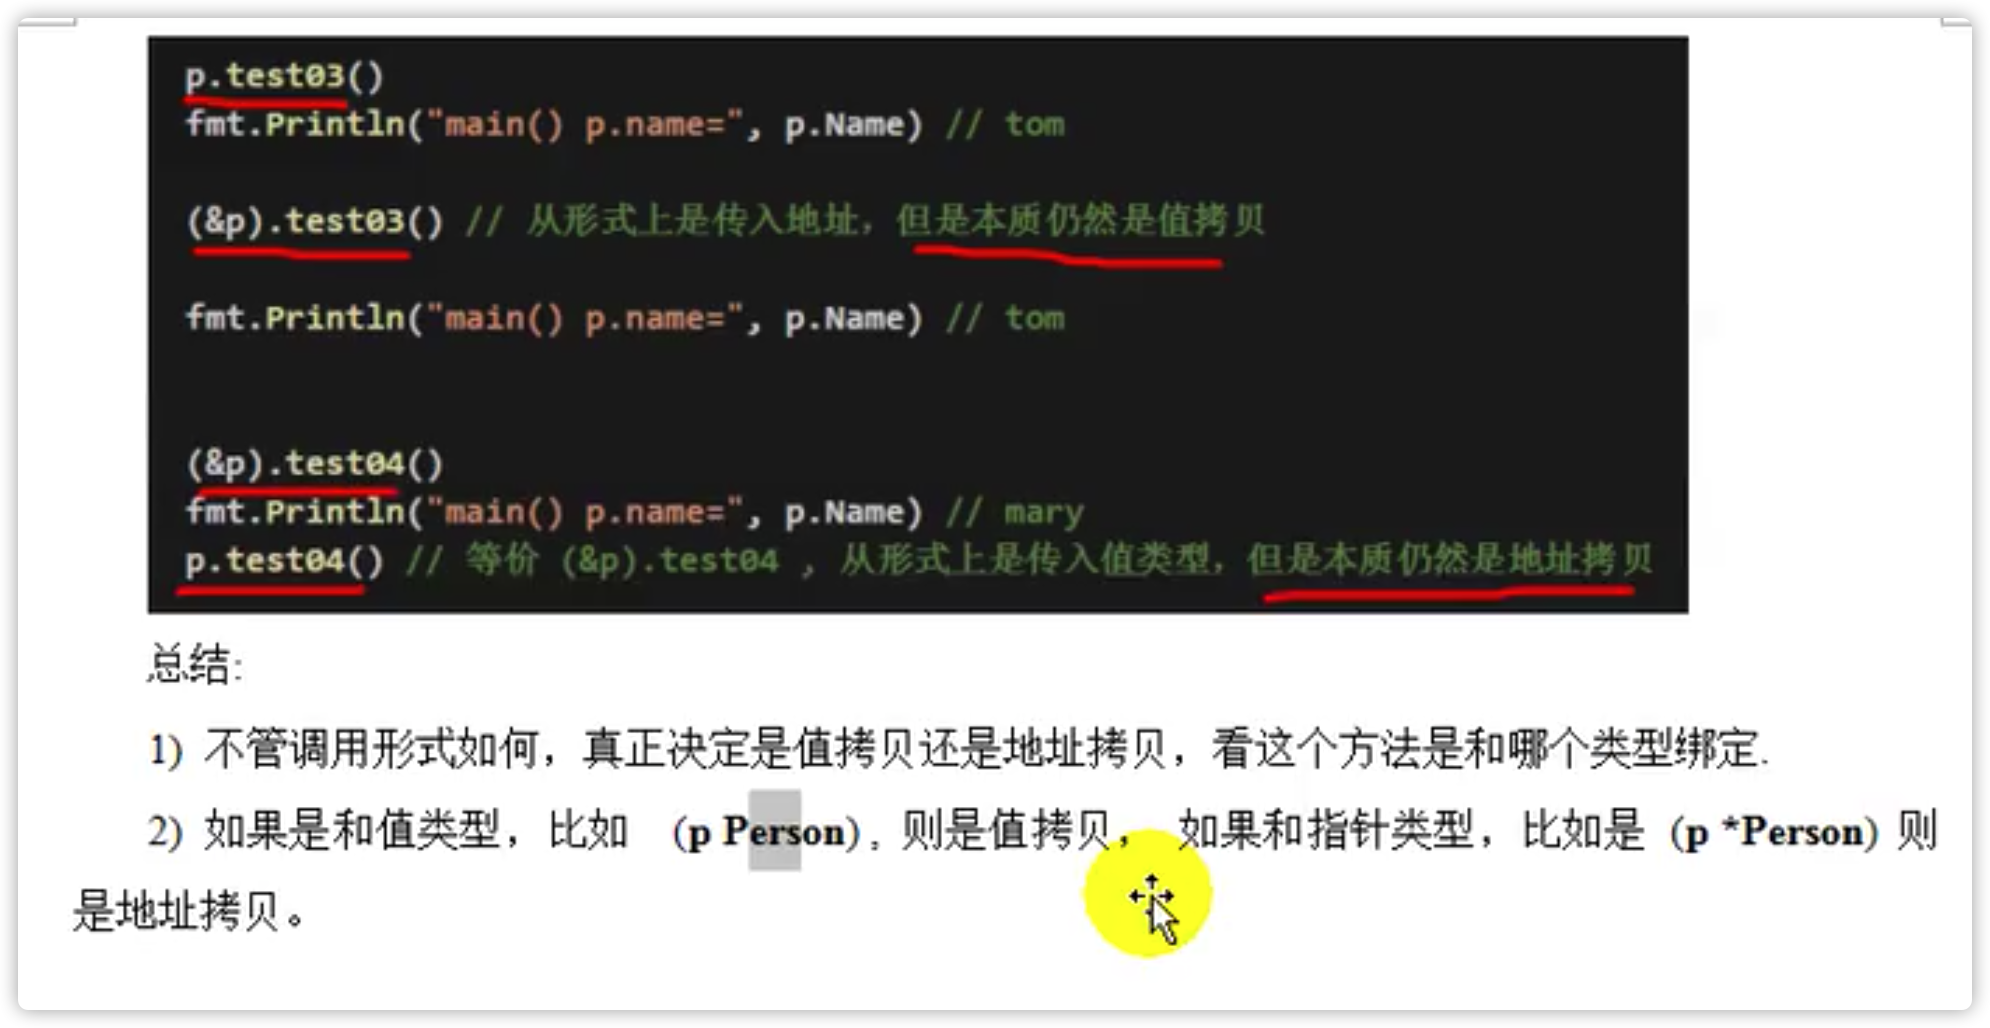 p.test03()
fmt.Println("main() p.name=", p.Name) // tom
(&p).test03() // 从形式上是传入地址，但是本质仍然是值拷贝
fmt.Println("main() p.name=", p.Name) // tom
(&p).test04()
fmt.Println("main() p.name=", p.Name) // mary
p.test04() // 等价 (&p).test04 , 从形式上是传入值类型，但是本质仍然是地址拷贝
总结:
1) 不管调用形式如何，真正决定是值拷贝还是地址拷贝，看这个方法是和哪个类型绑定.
2) 如果是和值类型，比如 (p Person)，则是值拷贝， 如果和指针类型，比如是 (p *Person) 则
是地址拷贝。